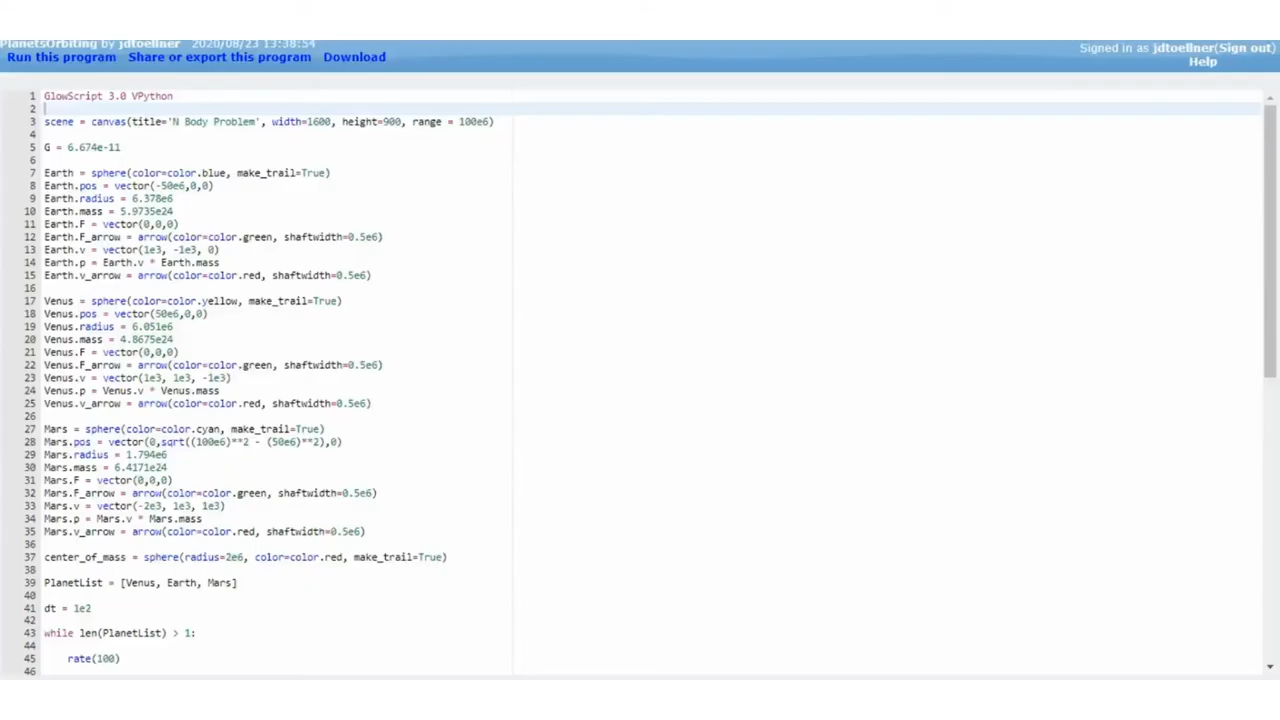 PlanetsOrbiting by jdtoellner 2020/08/23 13:38:54
Signed in as jdtoellner(Sign out)
Run this program Share or export this program Download
Help
1 GlowScript 3.0 VPython
2
3 scene = canvas(title='N Body Problem', width=1600, height=900, range = 100e6)
4
5 G = 6.674e-11
6
7 Earth = sphere(color=color.blue, make_trail=True)
8 Earth.pos = vector(-50e6,0,0)
9 Earth.radius = 6.378e6
10 Earth.mass = 5.9735e24
11 Earth.F = vector(0,0,0)
12 Earth.F_arrow = arrow(color=color.green, shaftwidth=0.5e6)
13 Earth.v = vector(1e3, -1e3, 0)
14 Earth.p = Earth.v * Earth.mass
15 Earth.v_arrow = arrow(color=color.red, shaftwidth=0.5e6)
16
17 Venus = sphere(color=color.yellow, make_trail=True)
18 Venus.pos = vector(50e6,0,0)
19 Venus.radius = 6.051e6
20 Venus.mass = 4.8675e24
21 Venus.F = vector(0,0,0)
22 Venus.F_arrow = arrow(color=color.green, shaftwidth=0.5e6)
23 Venus.v = vector(1e3, 1e3, -1e3)
24 Venus.p = Venus.v * Venus.mass
25 Venus.v_arrow = arrow(color=color.red, shaftwidth=0.5e6)
26
27 Mars = sphere(color=color.cyan, make_trail=True)
28 Mars.pos = vector(0,sqrt((100e6)**2 - (50e6)**2),0)
29 Mars.radius = 1.794e6
30 Mars.mass = 6.4171e24
31 Mars.F = vector(0,0,0)
32 Mars.F_arrow = arrow(color=color.green, shaftwidth=0.5e6)
33 Mars.v = vector(-2e3, 1e3, 1e3)
34 Mars.p = Mars.v * Mars.mass
35 Mars.v_arrow = arrow(color=color.red, shaftwidth=0.5e6)
36
37 center_of_mass = sphere(radius=2e6, color=color.red, make_trail=True)
38
39 PlanetList = [Venus, Earth, Mars]
40
41 dt = 1e2
42
43 while len(PlanetList) > 1:
44
45 rate(100)
46